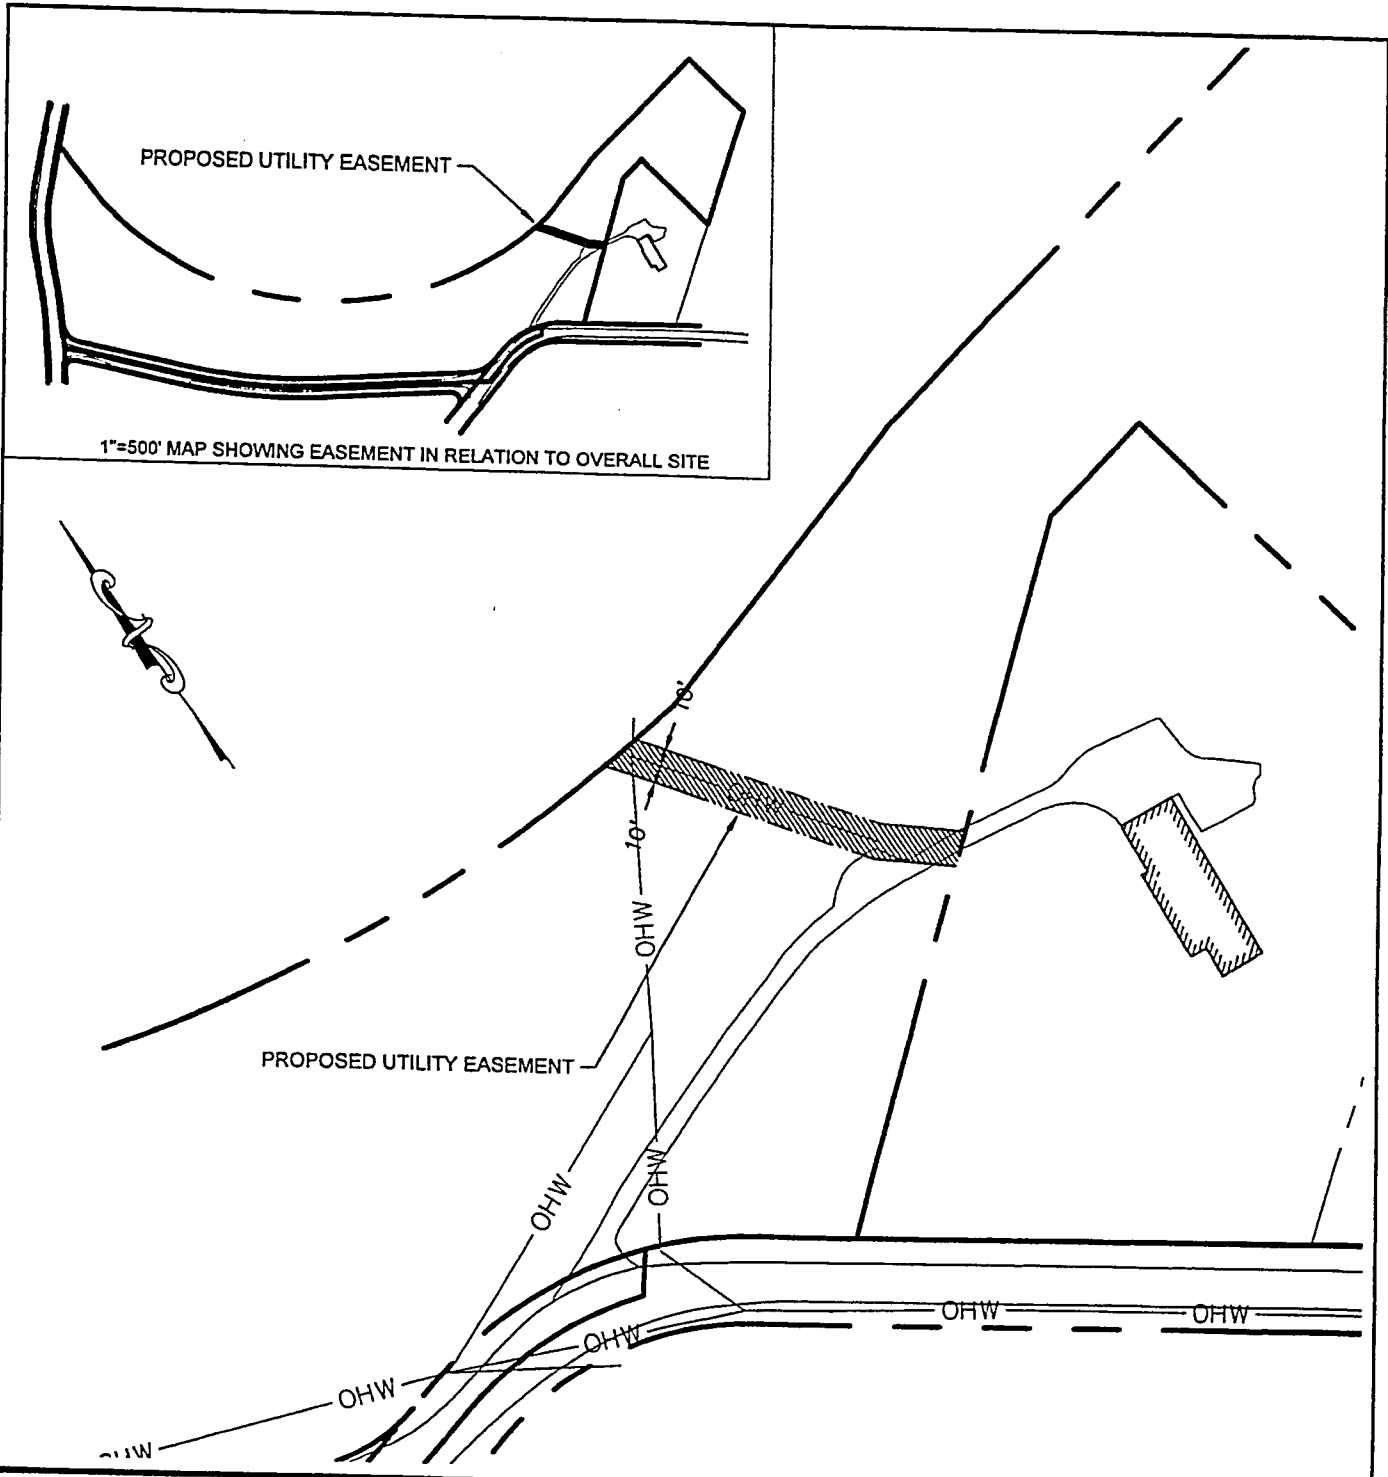 PROPOSED UTILITY EASEMENT
1"=500' MAP SHOWING EASEMENT IN RELATION TO OVERALL SITE
10'
10'
OHW
PROPOSED UTILITY EASEMENT
OHW
OHW
OHW
OHW
OHW
OHW